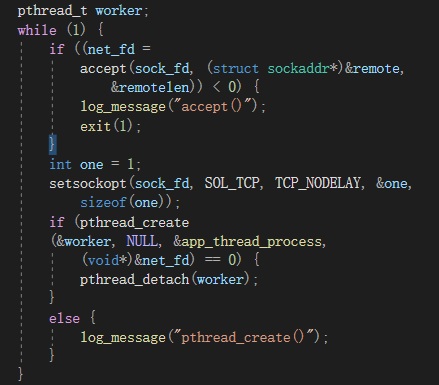 pthread_t worker;
while (1) {
if ((net_fd =
accept(sock_fd, (struct sockaddr*)&remote,
&remotelen)) < 0) {
log_message("accept()");
exit(1);
}
int one = 1;
setsockopt(sock_fd, SOL_TCP, TCP_NODELAY, &one,
sizeof(one));
if (pthread_create
(&worker, NULL, &app_thread_process,
(void*)&net_fd) == 0) {
pthread_detach(worker);
}
else {
log_message("pthread_create()");
}
}